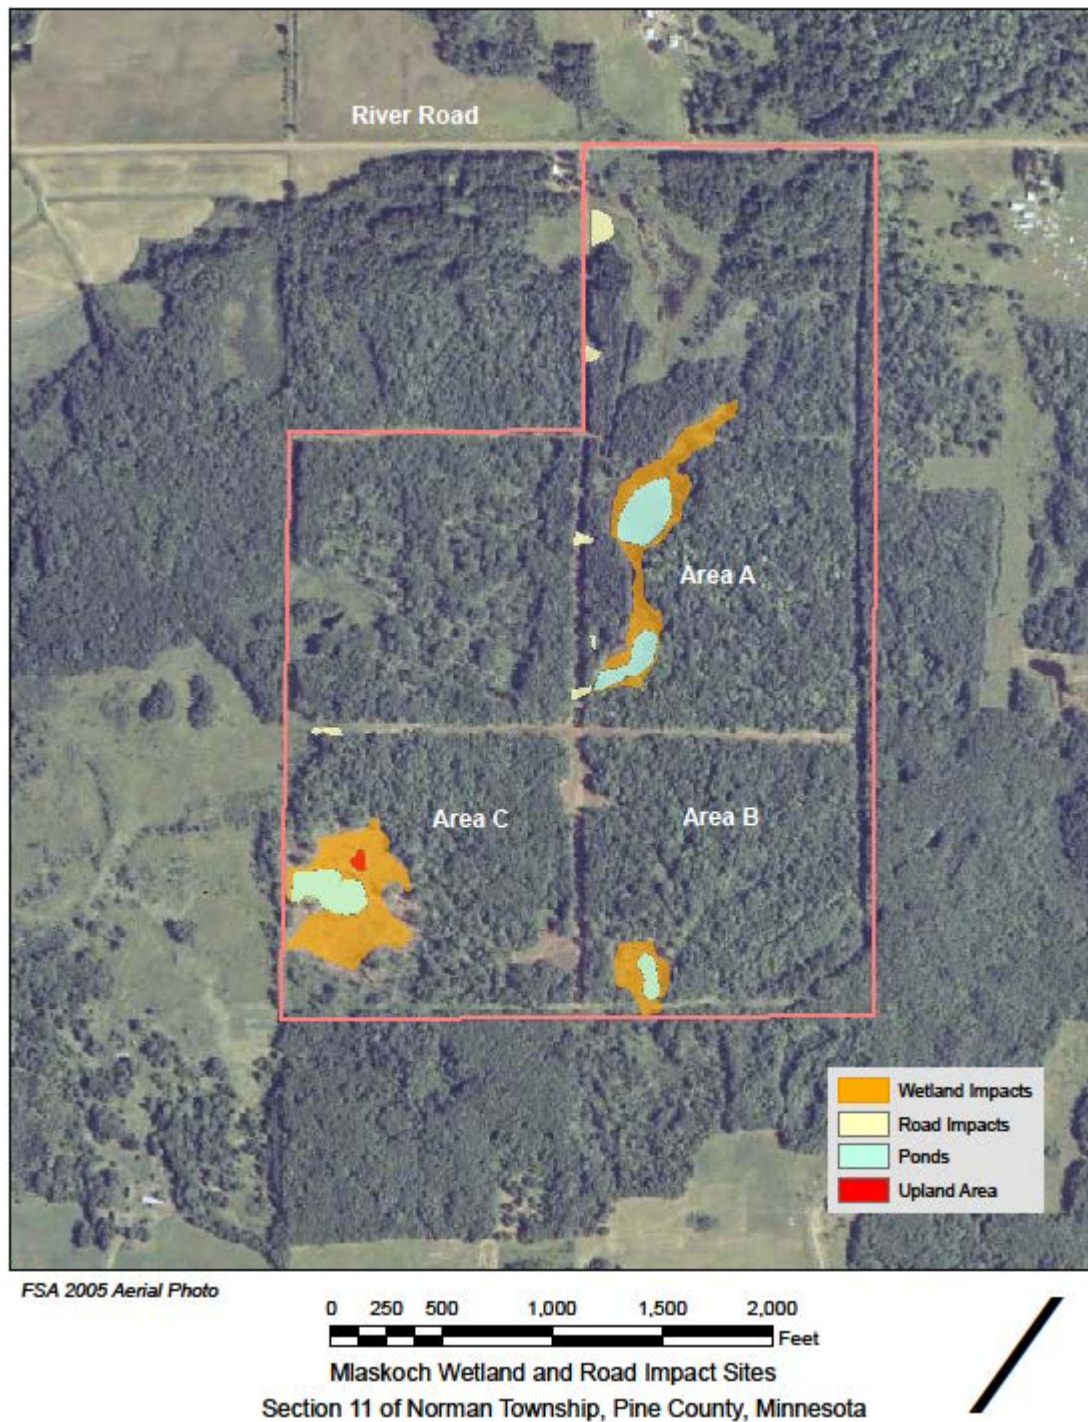 River Road
Area A
Area C
Area B
Wetland Impacts
Road Impacts
Ponds
Upland Area
FSA 2005 Aerial Photo
0 250 500 1,000 1,500 2,000
Feet
Mlaskoch Wetland and Road Impact Sites
Section 11 of Norman Township, Pine County, Minnesota